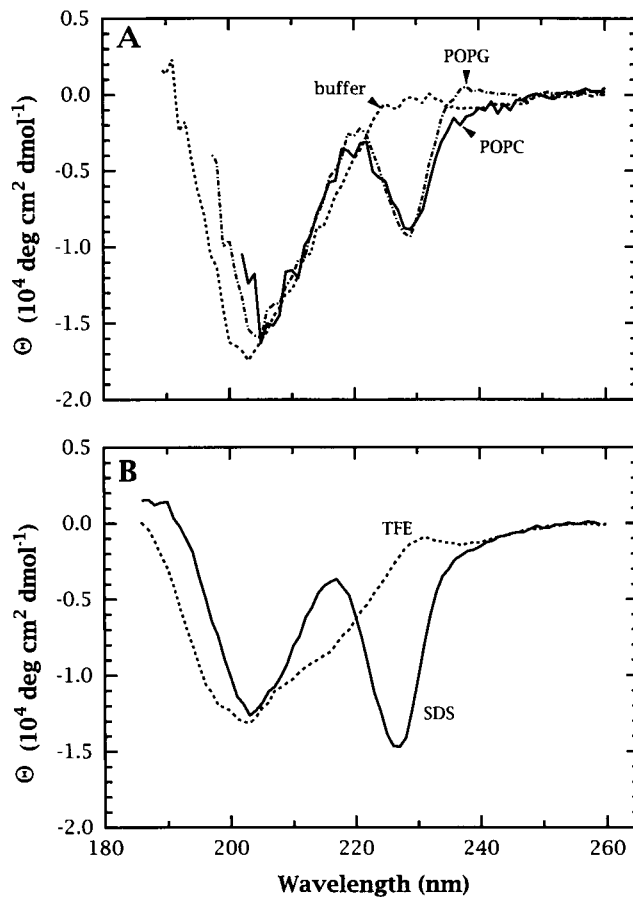 A
0.5
0.0
-0.5
-1.0
-1.5
-2.0
Θ (10⁴ deg cm² dmol⁻¹)
buffer
POPG
POPC
B
0.5
0.0
-0.5
-1.0
-1.5
-2.0
Θ (10⁴ deg cm² dmol⁻¹)
TFE
SDS
180 200 220 240 260
Wavelength (nm)